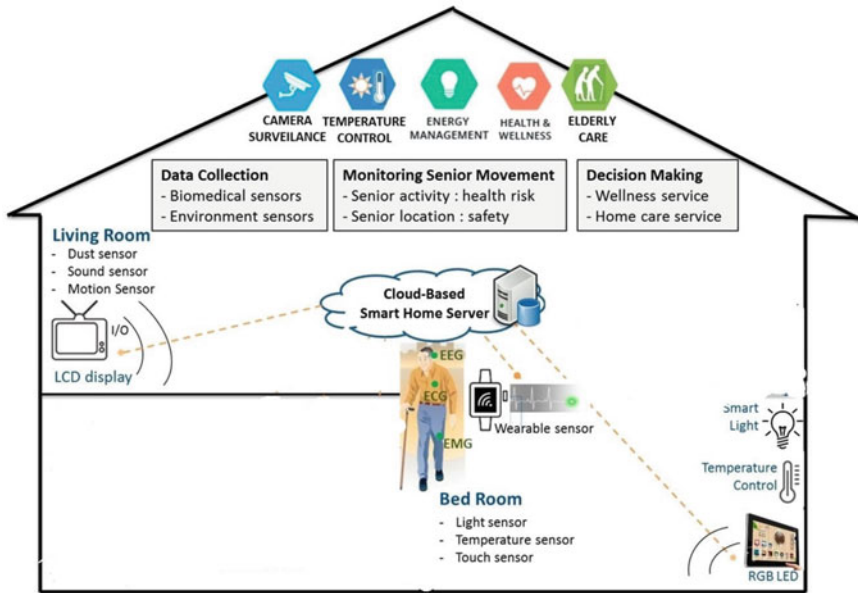 CAMERA
SURVEILANCE
TEMPERATURE
CONTROL
ENERGY
MANAGEMENT
HEALTH &
WELLNESS
ELDERLY
CARE
Data Collection
- Biomedical sensors
- Environment sensors
Monitoring Senior Movement
- Senior activity : health risk
- Senior location : safety
Decision Making
- Wellness service
- Home care service
Living Room
- Dust sensor
- Sound sensor
- Motion Sensor
I/O
LCD display
Cloud-Based
Smart Home Server
EEG
ECG
EMG
Wearable sensor
Smart
Light
Temperature
Control
Bed Room
- Light sensor
- Temperature sensor
- Touch sensor
RGB LED